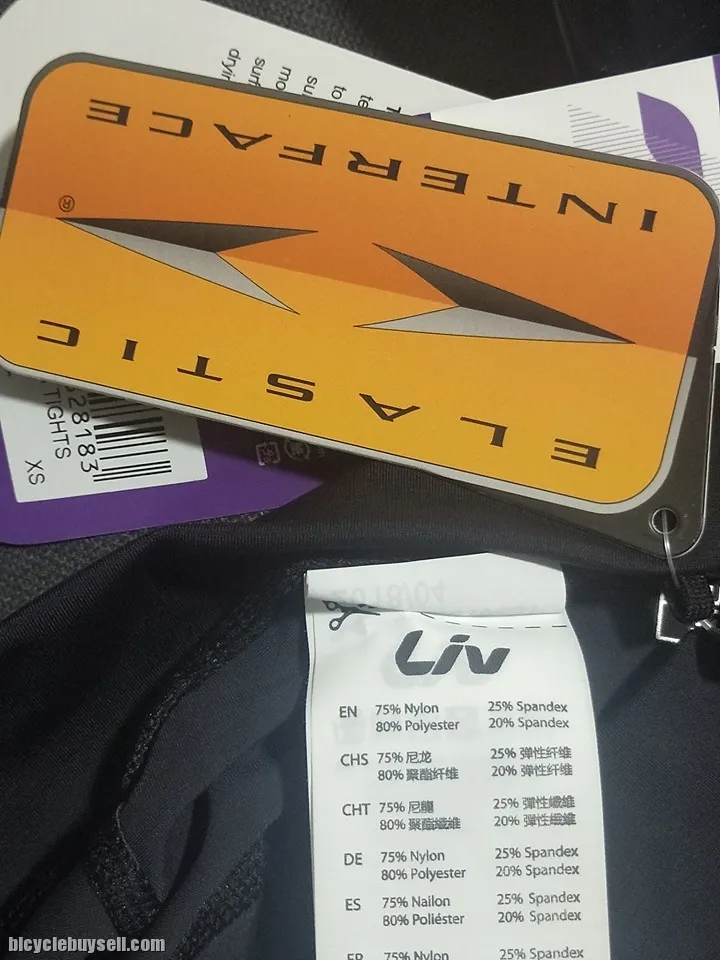 ELASTIC
INTERFACE
®
828183
TIGHTS
XS
2018/04
Liv
EN 75% Nylon 25% Spandex
80% Polyester 20% Spandex
CHS 75% 尼龙 25% 弹性纤维
80% 聚酯纤维 20% 弹性纤维
CHT 75% 尼龍 25% 彈性纖維
80% 聚酯纖維 20% 彈性纖維
DE 75% Nylon 25% Spandex
80% Polyester 20% Spandex
ES 75% Nailon 25% Spandex
80% Poliéster 20% Spandex
FR 75% Nylon 25% Spandex
bicyclebuysell.com